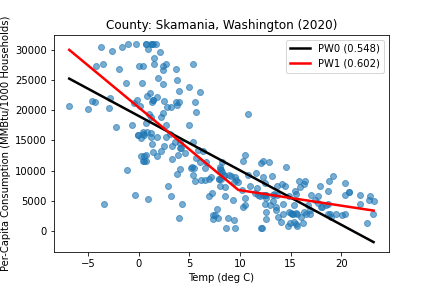 County: Skamania, Washington (2020)
Per-Capita Consumption (MMBtu/1000 Households)
30000
25000
20000
15000
10000
5000
0
PW0 (0.548)
PW1 (0.602)
−5
0
5
10
15
20
Temp (deg C)